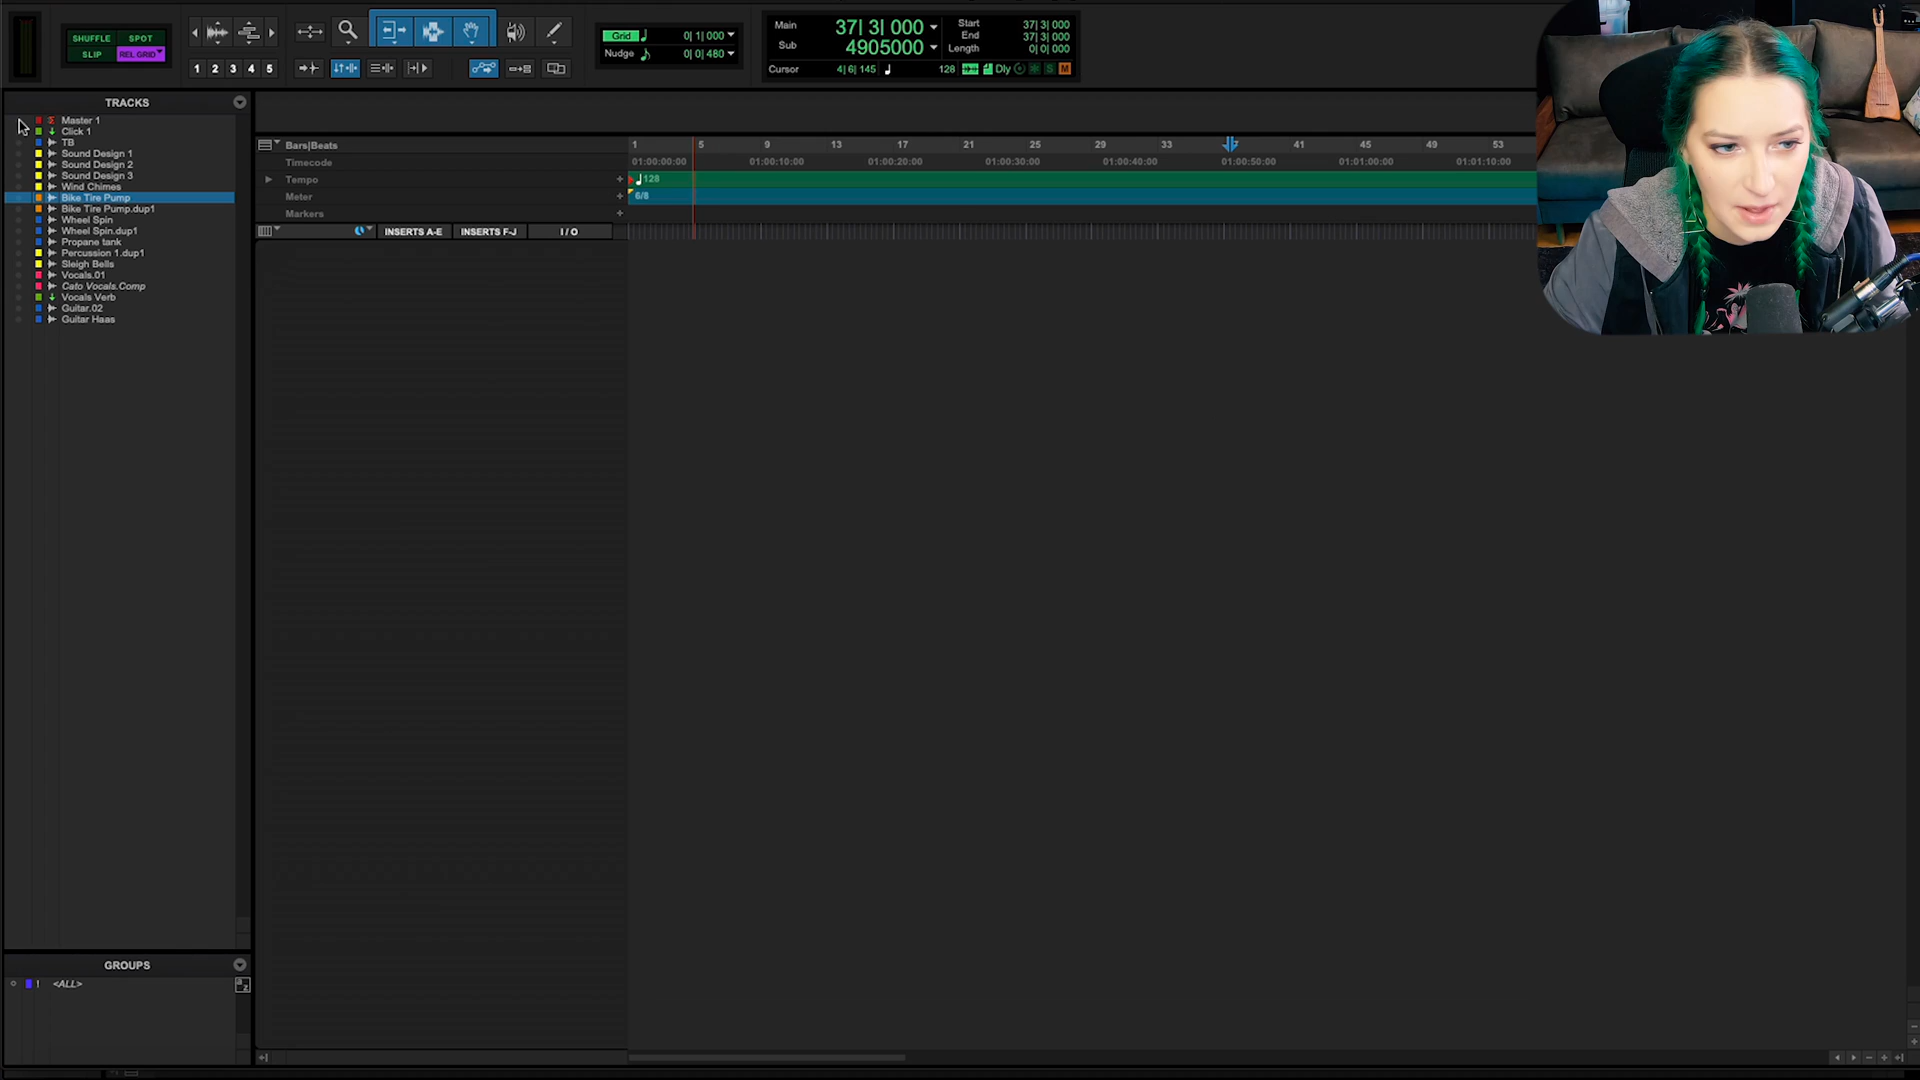 SHUFFLE SPOT
SLIP REL GRID
1 2 3 4 5
Grid 0| 1| 000
Nudge 0| 0| 480
Main 37| 3| 000
Sub 4905000
Start 37| 3| 000
End 37| 3| 000
Length 0| 0| 000
Cursor 4| 6| 145 128 Dly S M
TRACKS
Master 1
Click 1
TB
Sound Design 1
Sound Design 2
Sound Design 3
Wind Chimes
Bike Tire Pump
Bike Tire Pump.dup1
Wheel Spin
Wheel Spin.dup1
Propane tank
Percussion 1.dup1
Sleigh Bells
Vocals.01
Cato Vocals.Comp
Vocals Verb
Guitar.02
Guitar Haas
Bars|Beats 1 5 9 13 17 21 25 29 33 41 45 49 53
Timecode 01:00:00:00 01:00:10:00 01:00:20:00 01:00:30:00 01:00:40:00 01:00:50:00 01:01:00:00 01:01:10:00
Tempo 128
Meter 6/8
Markers
INSERTS A-E INSERTS F-J I / O
GROUPS
! <ALL>